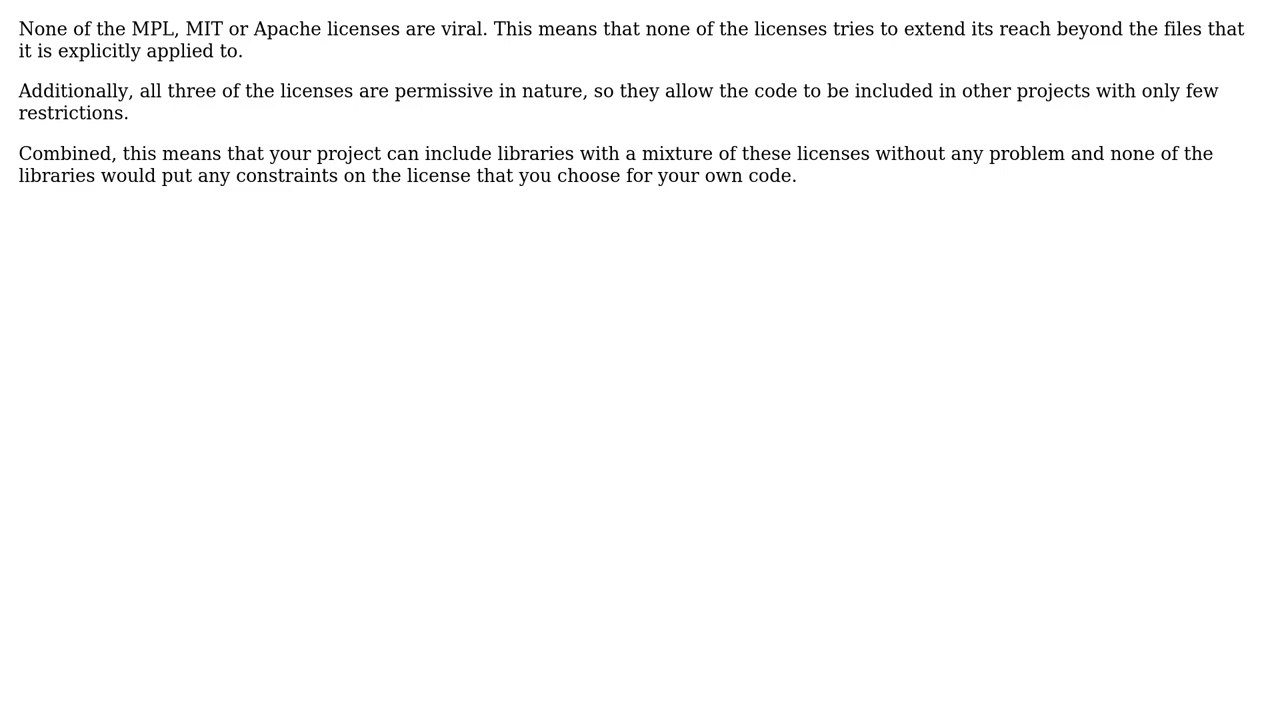 None of the MPL, MIT or Apache licenses are viral. This means that none of the licenses tries to extend its reach beyond the files that
it is explicitly applied to.
Additionally, all three of the licenses are permissive in nature, so they allow the code to be included in other projects with only few
restrictions.
Combined, this means that your project can include libraries with a mixture of these licenses without any problem and none of the
libraries would put any constraints on the license that you choose for your own code.